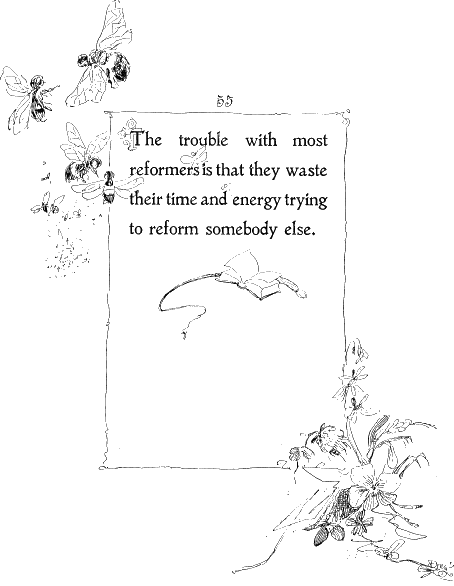 55
The trouble with most
reformers is that they waste
their time and energy trying
to reform somebody else.